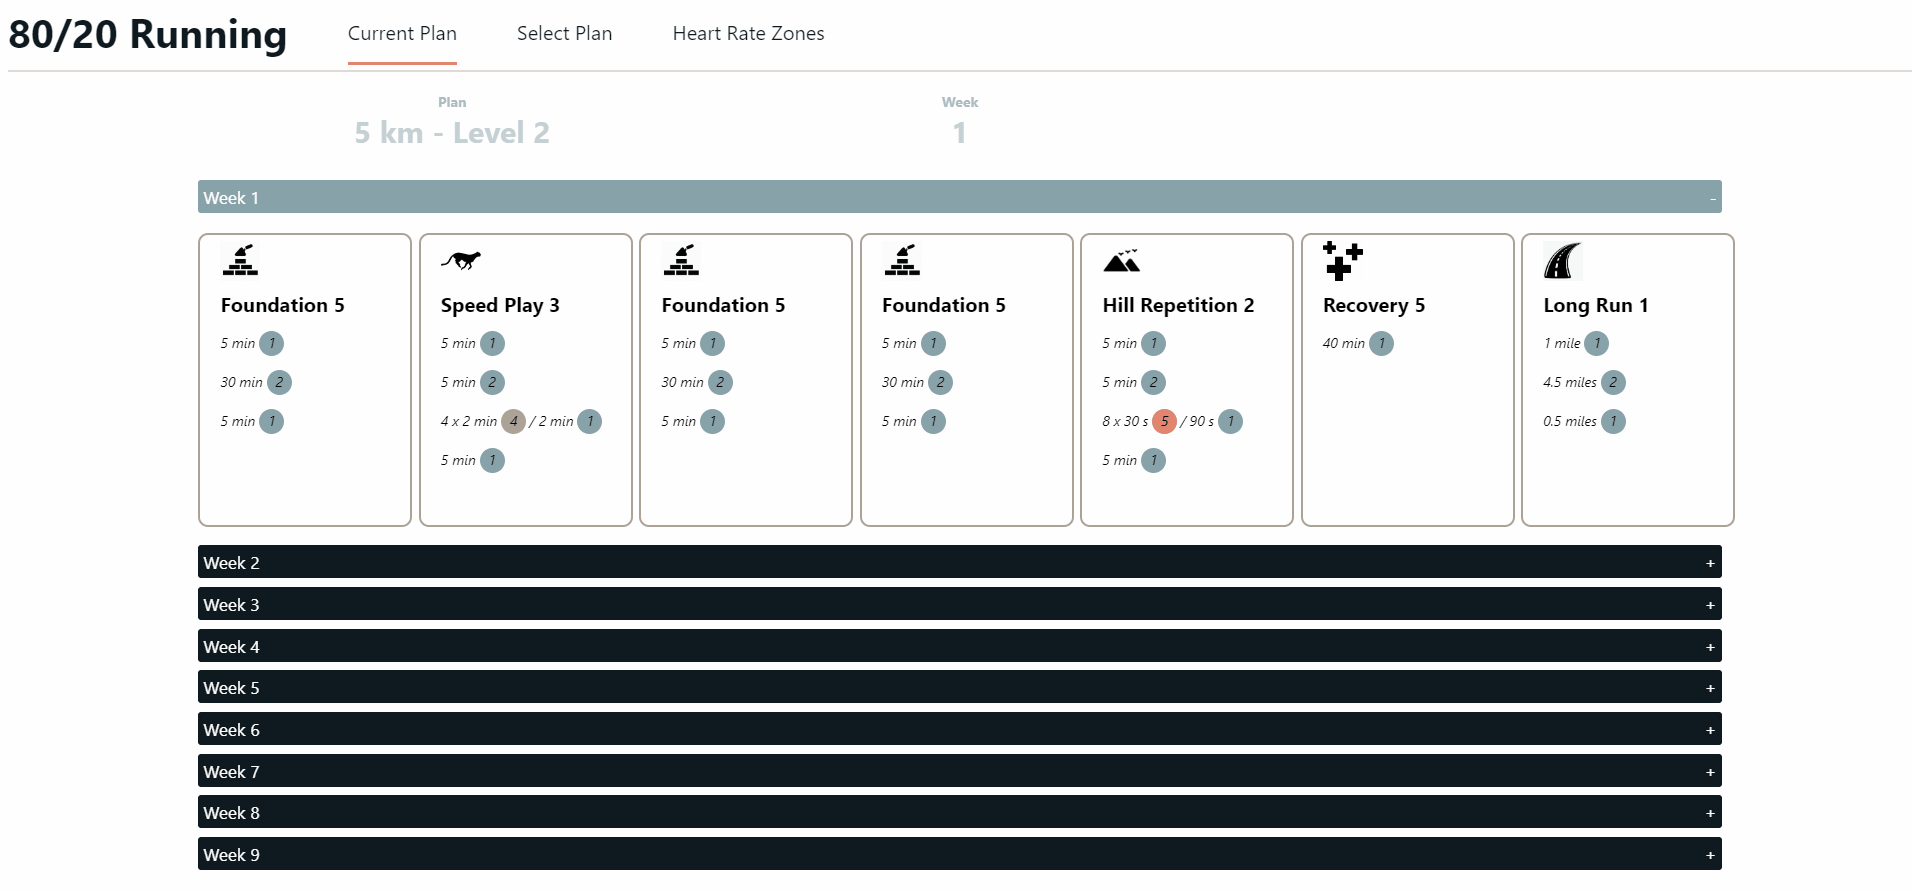 80/20 Running
Current Plan
Select Plan
Heart Rate Zones
Plan
5 km - Level 2
Week
1
Week 1 -
Foundation 5
5 min 1
30 min 2
5 min 1
Speed Play 3
5 min 1
5 min 2
4 x 2 min 4 / 2 min 1
5 min 1
Foundation 5
5 min 1
30 min 2
5 min 1
Foundation 5
5 min 1
30 min 2
5 min 1
Hill Repetition 2
5 min 1
5 min 2
8 x 30 s 5 / 90 s 1
5 min 1
Recovery 5
40 min 1
Long Run 1
1 mile 1
4.5 miles 2
0.5 miles 1
Week 2 +
Week 3 +
Week 4 +
Week 5 +
Week 6 +
Week 7 +
Week 8 +
Week 9 +